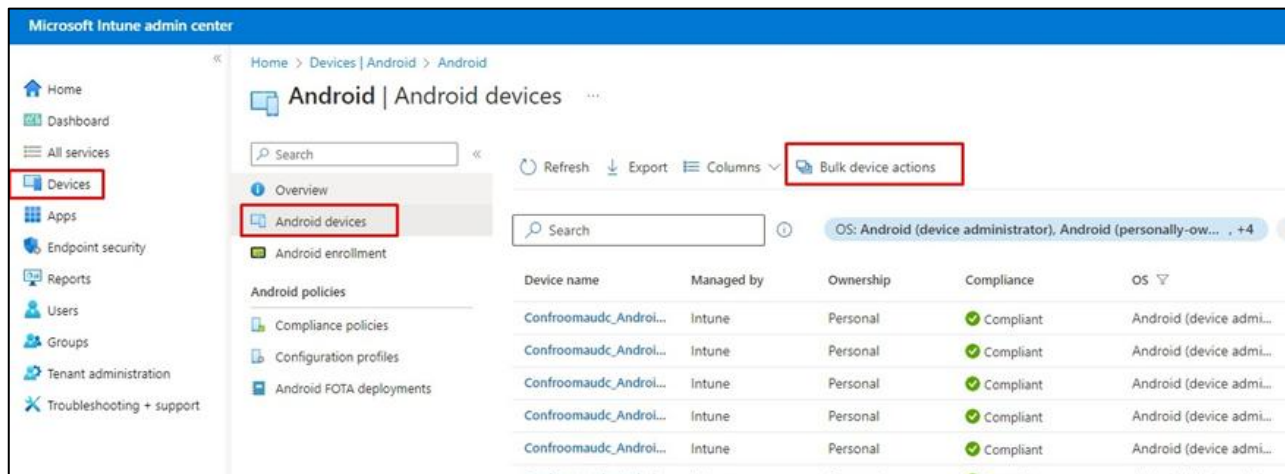 Microsoft Intune admin center
Home
Dashboard
All services
Devices
Apps
Endpoint security
Reports
Users
Groups
Tenant administration
Troubleshooting + support
Home > Devices | Android > Android
Android | Android devices ...
Search
Overview
Android devices
Android enrollment
Android policies
Compliance policies
Configuration profiles
Android FOTA deployments
Refresh Export Columns Bulk device actions
Search OS: Android (device administrator), Android (personally-ow... , +4
Device name Managed by Ownership Compliance OS
Confroomaudc_Androi... Intune Personal Compliant Android (device admi...
Confroomaudc_Androi... Intune Personal Compliant Android (device admi...
Confroomaudc_Androi... Intune Personal Compliant Android (device admi...
Confroomaudc_Androi... Intune Personal Compliant Android (device admi...
Confroomaudc_Androi... Intune Personal Compliant Android (device admi...